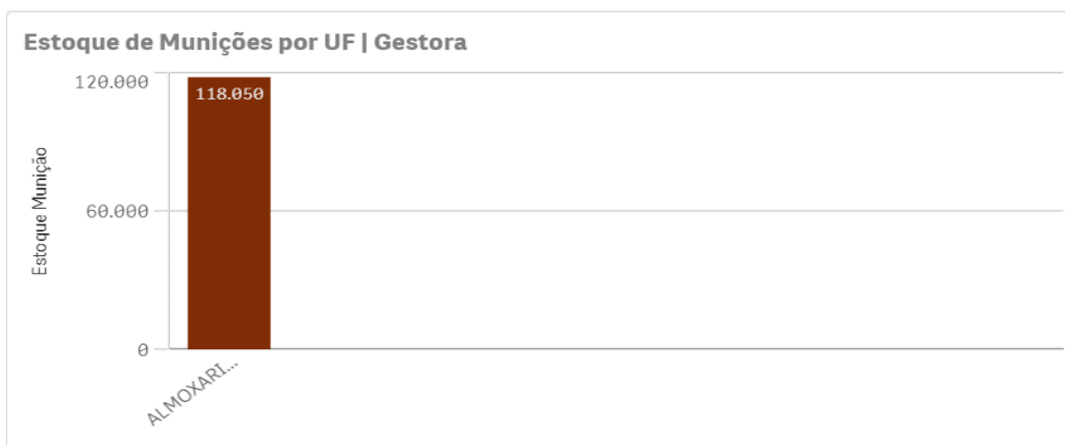 Estoque de Munições por UF | Gestora
120.000
118.050
60.000
Estoque Munição
0
ALMOXARI...